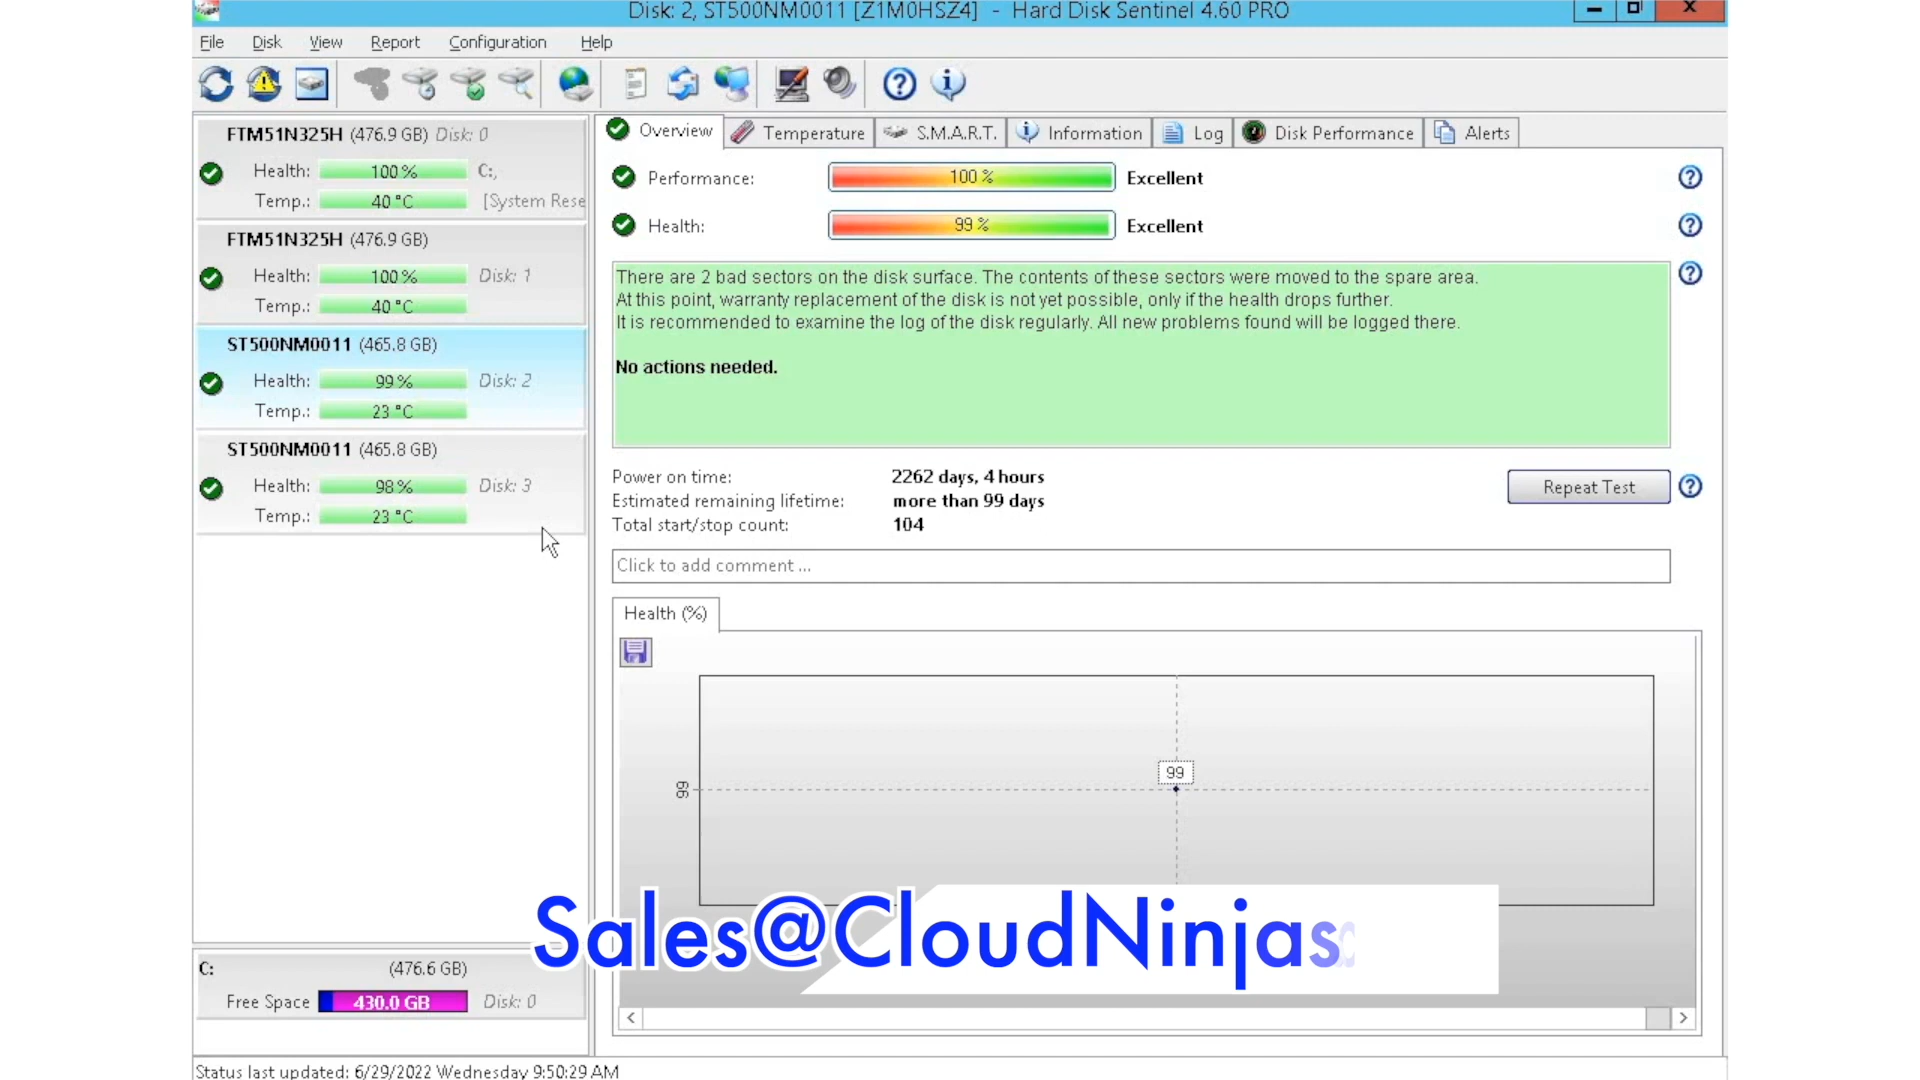 Disk: 2, ST500NM0011 [Z1M0HSZ4] - Hard Disk Sentinel 4.60 PRO
File Disk View Report Configuration Help
FTM51N325H (476.9 GB) Disk: 0
Health: 100 % C:,
Temp.: 40 °C [System Rese
FTM51N325H (476.9 GB)
Health: 100 % Disk: 1
Temp.: 40 °C
ST500NM0011 (465.8 GB)
Health: 99 % Disk: 2
Temp.: 23 °C
ST500NM0011 (465.8 GB)
Health: 98 % Disk: 3
Temp.: 23 °C
C: (476.6 GB)
Free Space 430.0 GB Disk: 0
Overview Temperature S.M.A.R.T. Information Log Disk Performance Alerts
Performance: 100 % Excellent
Health: 99 % Excellent
There are 2 bad sectors on the disk surface. The contents of these sectors were moved to the spare area.
At this point, warranty replacement of the disk is not yet possible, only if the health drops further.
It is recommended to examine the log of the disk regularly. All new problems found will be logged there.
No actions needed.
Power on time: 2262 days, 4 hours
Estimated remaining lifetime: more than 99 days
Total start/stop count: 104
Repeat Test
Click to add comment ...
Health (%)
99
99
Sales@CloudNinjas
Status last updated: 6/29/2022 Wednesday 9:50:29 AM